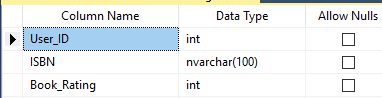 Column Name Data Type Allow Nulls
User_ID int
ISBN nvarchar(100)
Book_Rating int